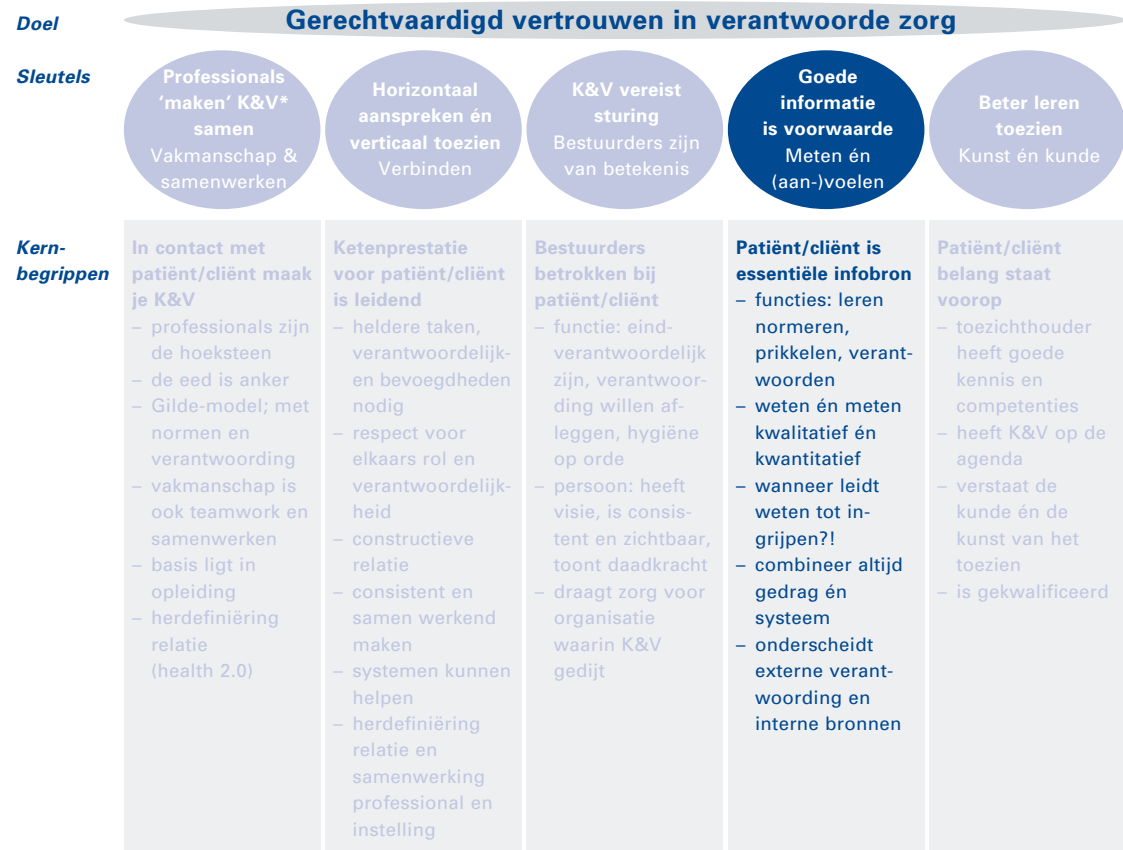 Doel
Gerechtvaardigd vertrouwen in verantwoorde zorg
Sleutels
Professionals
‘maken’ K&V*
samen
Vakmanschap &
samenwerken
Horizontaal
aanspreken én
verticaal toezien
Verbinden
K&V vereist
sturing
Bestuurders zijn
van betekenis
Goede
informatie
is voorwaarde
Meten én
(aan-)voelen
Beter leren
toezien
Kunst én kunde
Kern-
begrippen
In contact met
patiënt/cliënt maak
je K&V
– professionals zijn
de hoeksteen
– de eed is anker
– Gilde-model; met
normen en
verantwoording
– vakmanschap is
ook teamwork en
samenwerken
– basis ligt in
opleiding
– herdefiniëring
relatie
(health 2.0)
Ketenprestatie
voor patiënt/cliënt
is leidend
– heldere taken,
verantwoordelijk-
en bevoegdheden
nodig
– respect voor
elkaars rol en
verantwoordelijk-
heid
– constructieve
relatie
– consistent en
samen werkend
maken
– systemen kunnen
helpen
– herdefiniëring
relatie en
samenwerking
professional en
instelling
Bestuurders
betrokken bij
patiënt/cliënt
– functie: eind-
verantwoordelijk
zijn, verantwoor-
ding willen af-
leggen, hygiëne
op orde
– persoon: heeft
visie, is consis-
tent en zichtbaar,
toont daadkracht
– draagt zorg voor
organisatie
waarin K&V
gedijt
Patiënt/cliënt is
essentiële infobron
– functies: leren
normeren,
prikkelen, verant-
woorden
– weten én meten
kwalitatief én
kwantitatief
– wanneer leidt
weten tot in-
grijpen?!
– combineer altijd
gedrag én
systeem
– onderscheidt
externe verant-
woording en
interne bronnen
Patiënt/cliënt
belang staat
voorop
– toezichthouder
heeft goede
kennis en
competenties
– heeft K&V op de
agenda
– verstaat de
kunde én de
kunst van het
toezien
– is gekwalificeerd